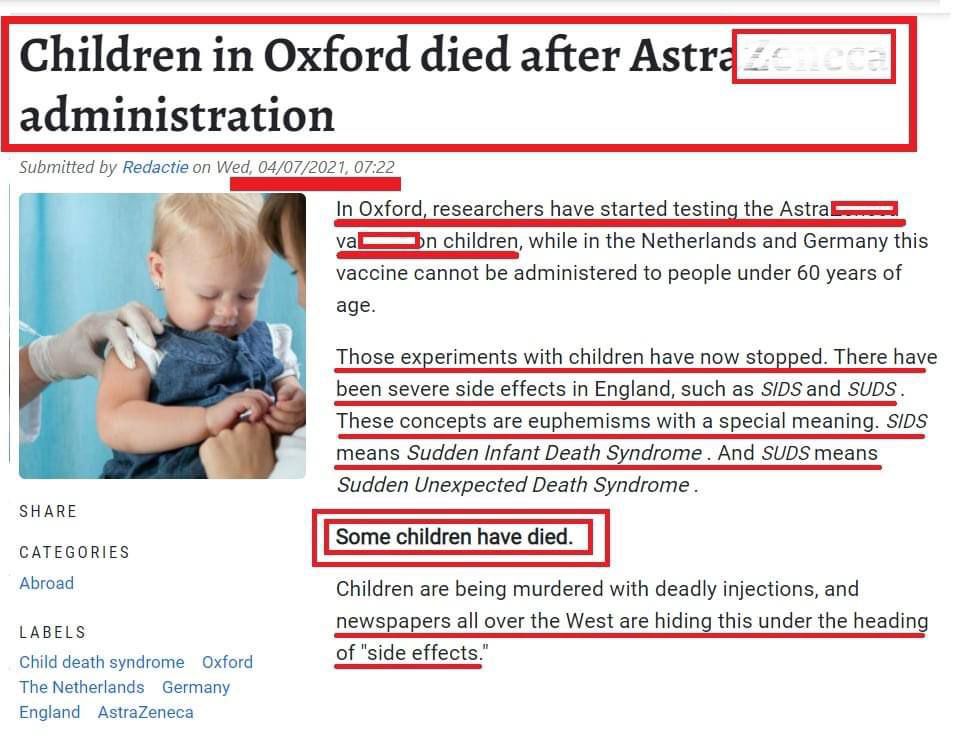 Children in Oxford died after AstraZeneca
administration
Submitted by Redactie on Wed, 04/07/2021, 07:22
In Oxford, researchers have started testing the Astra
va on children, while in the Netherlands and Germany this
vaccine cannot be administered to people under 60 years of
age.
Those experiments with children have now stopped. There have
been severe side effects in England, such as SIDS and SUDS .
These concepts are euphemisms with a special meaning. SIDS
means Sudden Infant Death Syndrome . And SUDS means
Sudden Unexpected Death Syndrome .
Some children have died.
Children are being murdered with deadly injections, and
newspapers all over the West are hiding this under the heading
of "side effects."
SHARE
CATEGORIES
Abroad
LABELS
Child death syndrome Oxford
The Netherlands Germany
England AstraZeneca